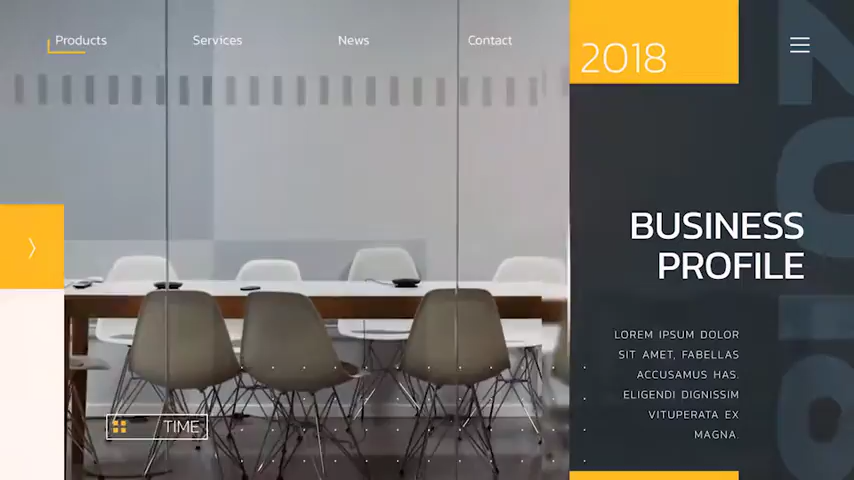 Products
Services
News
Contact
2018
BUSINESS
PROFILE
LOREM IPSUM DOLOR
SIT AMET, FABELLAS
ACCUSAMUS HAS.
ELIGENDI DIGNISSIM
VITUPERATA EX
MAGNA.
TIME
2018